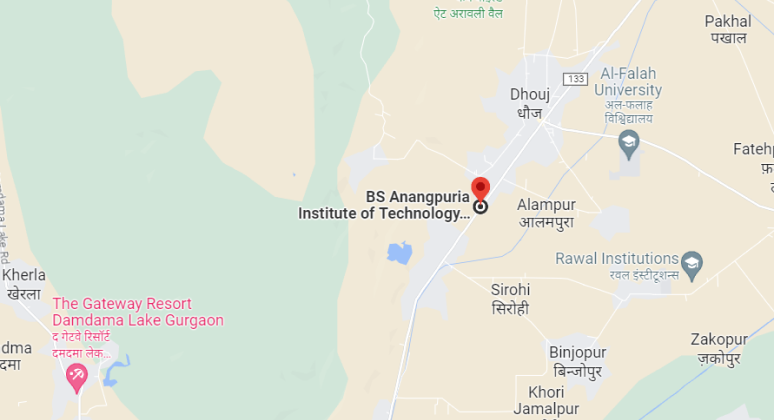 ऐट अरावली वैल
Pakhal
पखाल
133
Al-Falah
University
अल-फलाह
विश्वविद्यालय
Dhouj
धौज
BS Anangpuria
Institute of Technology...
Alampur
आलमपुरा
Rawal Institutions
रवल इंस्टीटूशन्स
Kherla
खेरला
The Gateway Resort
Damdama Lake Gurgaon
द गेटवे रिसॉर्ट
दमदमा लेक...
Sirohi
सिरोही
Binjopur
बिन्जोपुर
Zakopur
ज़कोपुर
Khori
Jamalpur